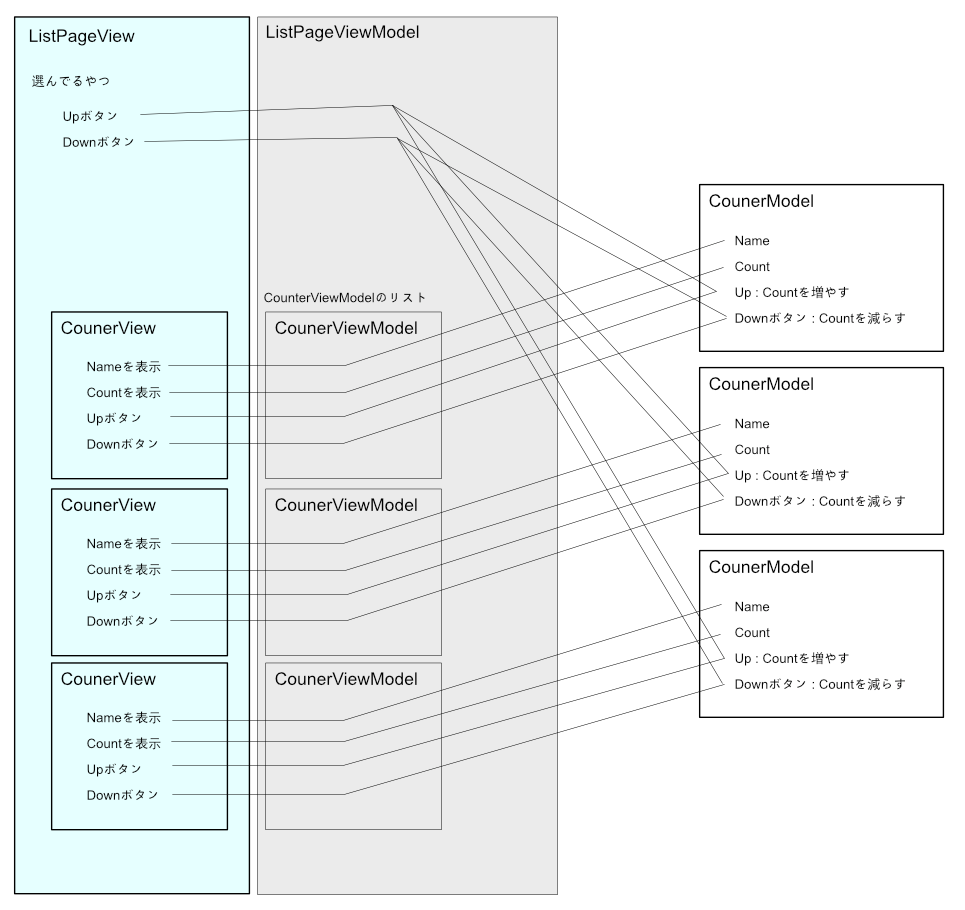 ListPageView
選んでるやつ
Upボタン
Downボタン
ListPageViewModel
CounterViewModelのリスト
CounerView
Nameを表示
Countを表示
Upボタン
Downボタン
CounerViewModel
CounerView
Nameを表示
Countを表示
Upボタン
Downボタン
CounerViewModel
CounerView
Nameを表示
Countを表示
Upボタン
Downボタン
CounerViewModel
CounerModel
Name
Count
Up : Countを増やす
Downボタン : Countを減らす
CounerModel
Name
Count
Up : Countを増やす
Downボタン : Countを減らす
CounerModel
Name
Count
Up : Countを増やす
Downボタン : Countを減らす